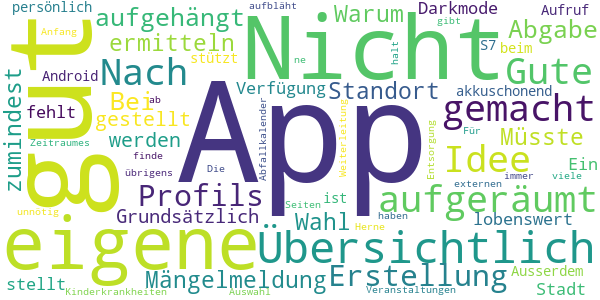 persönlich aufbläht Warum Darkmode Aufruf
Anfang aufgehängt Nicht gibt S7 Abgabe
gut ermitteln stützt halt ne beim
Android Nach Verfügung Standort Gute
zumindest fehlt Bei ab App akkuschonend
gestellt Abfallkalender Weiterleitung gemacht
werden Müsste
Zeitraumes finde Die Entsorgung Für Ein
übrigens Idee immer viele
Profils externen
Grundsätzlich Seiten ist haben aufgeräumt
Wahl Herne lobenswert
eigene Übersichtlich
unnötig
stellt Mängelmeldung Erstellung Ausserdem
Kinderkrankheiten Auswahl Veranstaltungen Stadt